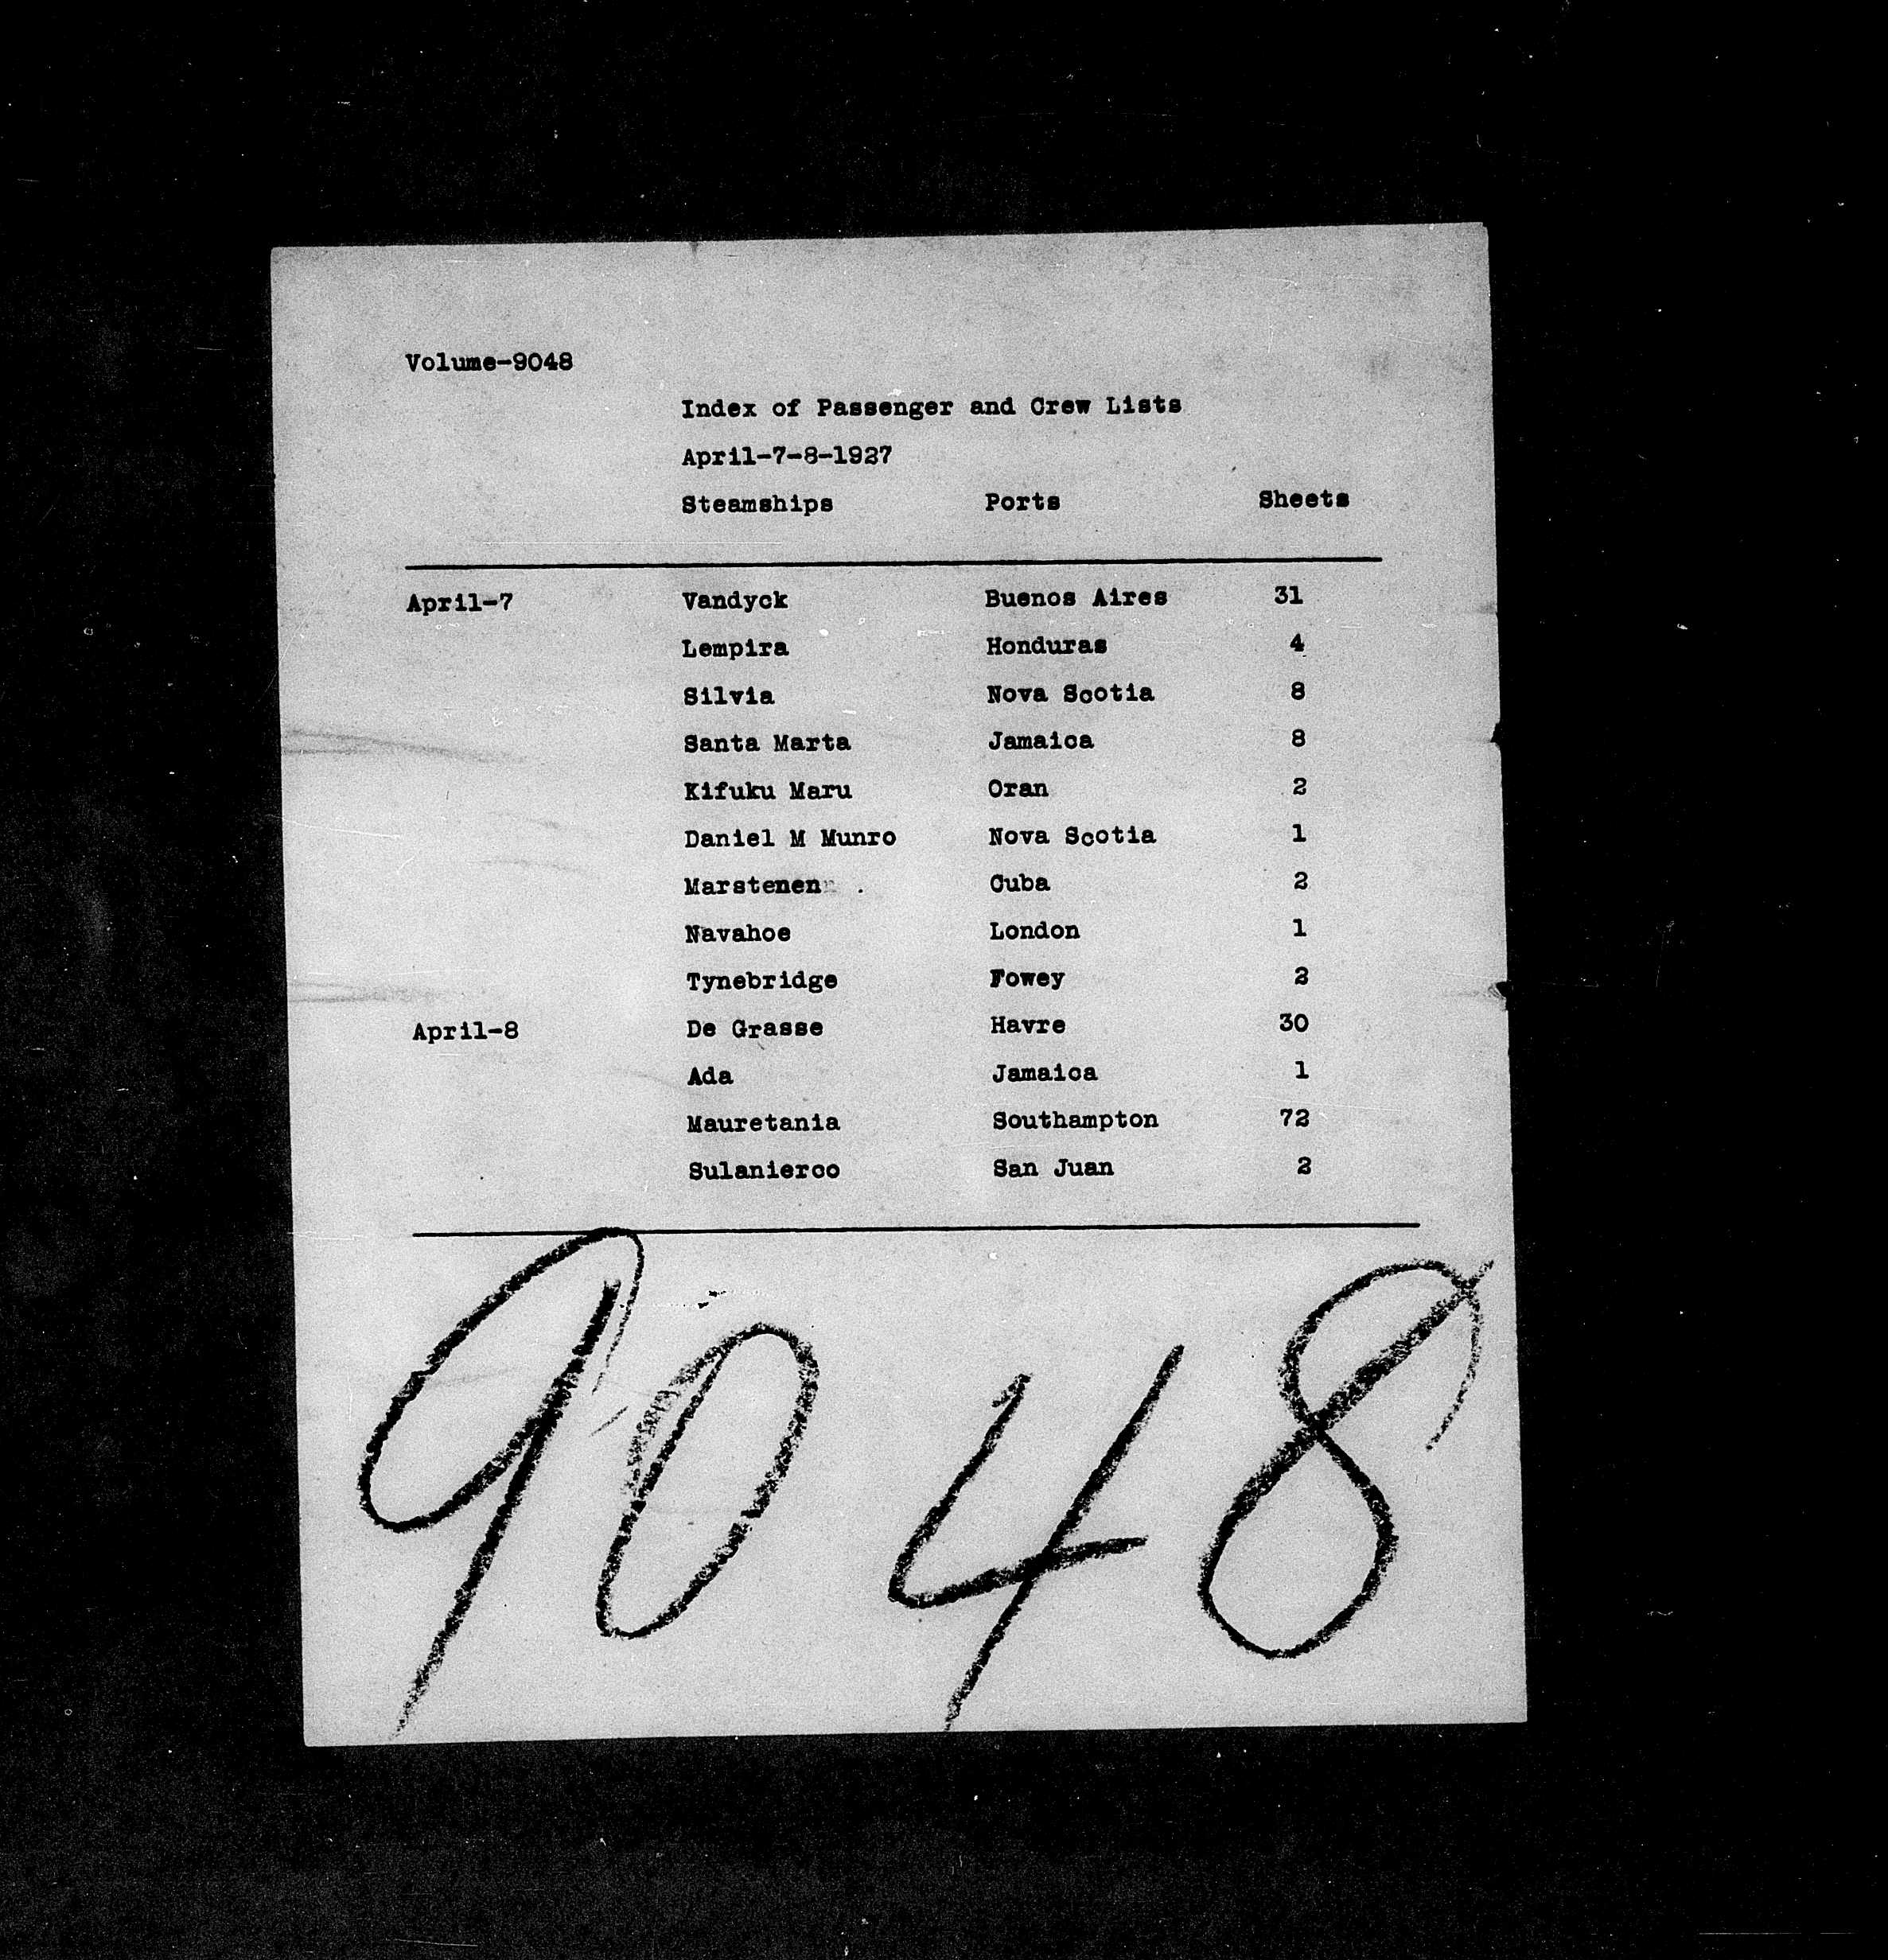 Volume-9048
Index of Passenger and Crew Lists
April-7-8-1927
Steamships Ports Sheets
April-7 Vandyck Buenos Aires 31
Lempira Honduras 4
Silvia Nova Scotia 8
Santa Marta Jamaica 8
Kifuku Maru Oran 2
Daniel M Munro Nova Scotia 1
Marstenen Cuba 2
Navahoe London 1
Tynebridge Fowey 2
April-8 De Grasse Havre 30
Ada Jamaica 1
Mauretania Southampton 72
Sulanierco San Juan 2
9048